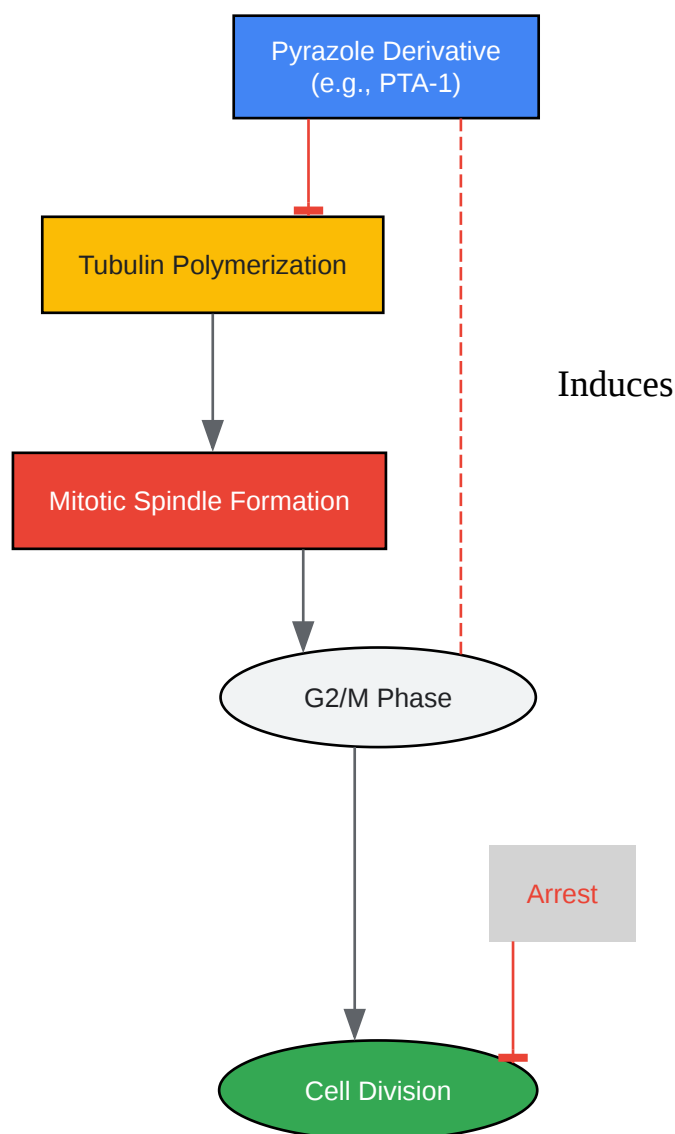 Pyrazole Derivative
(e.g., PTA-1)
Tubulin Polymerization
Induces
Mitotic Spindle Formation
G2/M Phase
Arrest
Cell Division